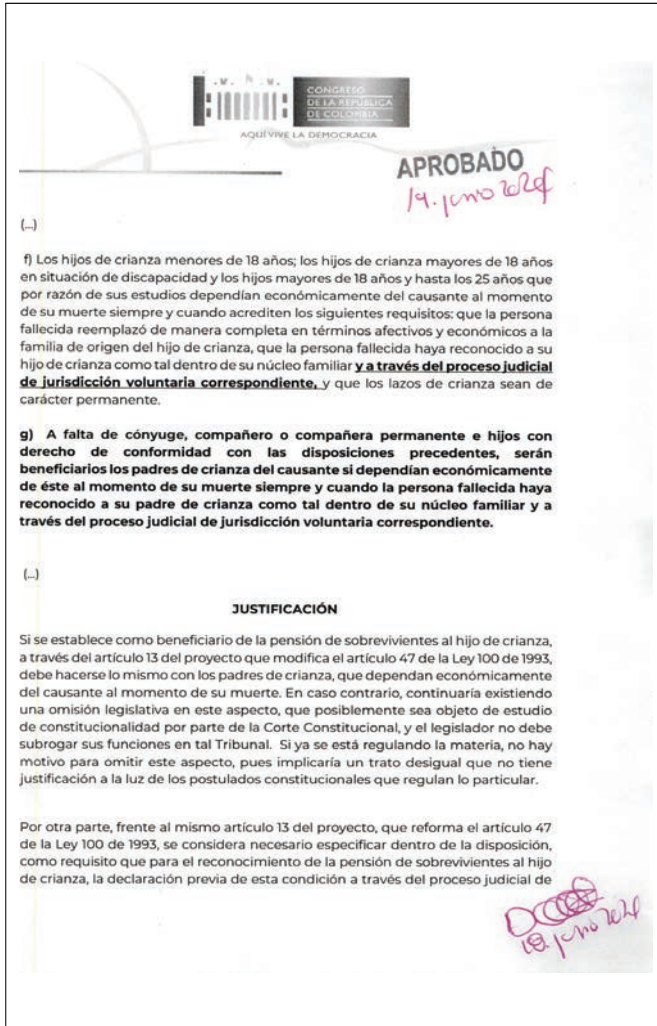 CONGRESO
DE LA REPÚBLICA
DE COLOMBIA
AQUÍ VIVE LA DEMOCRACIA
APROBADO
19. junio 2024
(...)
f) Los hijos de crianza menores de 18 años; los hijos de crianza mayores de 18 años
en situación de discapacidad y los hijos mayores de 18 años y hasta los 25 años que
por razón de sus estudios dependían económicamente del causante al momento
de su muerte siempre y cuando acrediten los siguientes requisitos: que la persona
fallecida reemplazó de manera completa en términos afectivos y económicos a la
familia de origen del hijo de crianza, que la persona fallecida haya reconocido a su
hijo de crianza como tal dentro de su núcleo familiar y a través del proceso judicial
de jurisdicción voluntaria correspondiente, y que los lazos de crianza sean de
carácter permanente.
g) A falta de cónyuge, compañero o compañera permanente e hijos con
derecho de conformidad con las disposiciones precedentes, serán
beneficiarios los padres de crianza del causante si dependían económicamente
de éste al momento de su muerte siempre y cuando la persona fallecida haya
reconocido a su padre de crianza como tal dentro de su núcleo familiar y a
través del proceso judicial de jurisdicción voluntaria correspondiente.
(...)
JUSTIFICACIÓN
Si se establece como beneficiario de la pensión de sobrevivientes al hijo de crianza,
a través del artículo 13 del proyecto que modifica el artículo 47 de la Ley 100 de 1993,
debe hacerse lo mismo con los padres de crianza, que dependan económicamente
del causante al momento de su muerte. En caso contrario, continuaría existiendo
una omisión legislativa en este aspecto, que posiblemente sea objeto de estudio
de constitucionalidad por parte de la Corte Constitucional, y el legislador no debe
subrogar sus funciones en tal Tribunal. Si ya se está regulando la materia, no hay
motivo para omitir este aspecto, pues implicaría un trato desigual que no tiene
justificación a la luz de los postulados constitucionales que regulan lo particular.
Por otra parte, frente al mismo artículo 13 del proyecto, que reforma el artículo 47
de la Ley 100 de 1993, se considera necesario especificar dentro de la disposición,
como requisito que para el reconocimiento de la pensión de sobrevivientes al hijo
de crianza, la declaración previa de esta condición a través del proceso judicial de
junio 2024